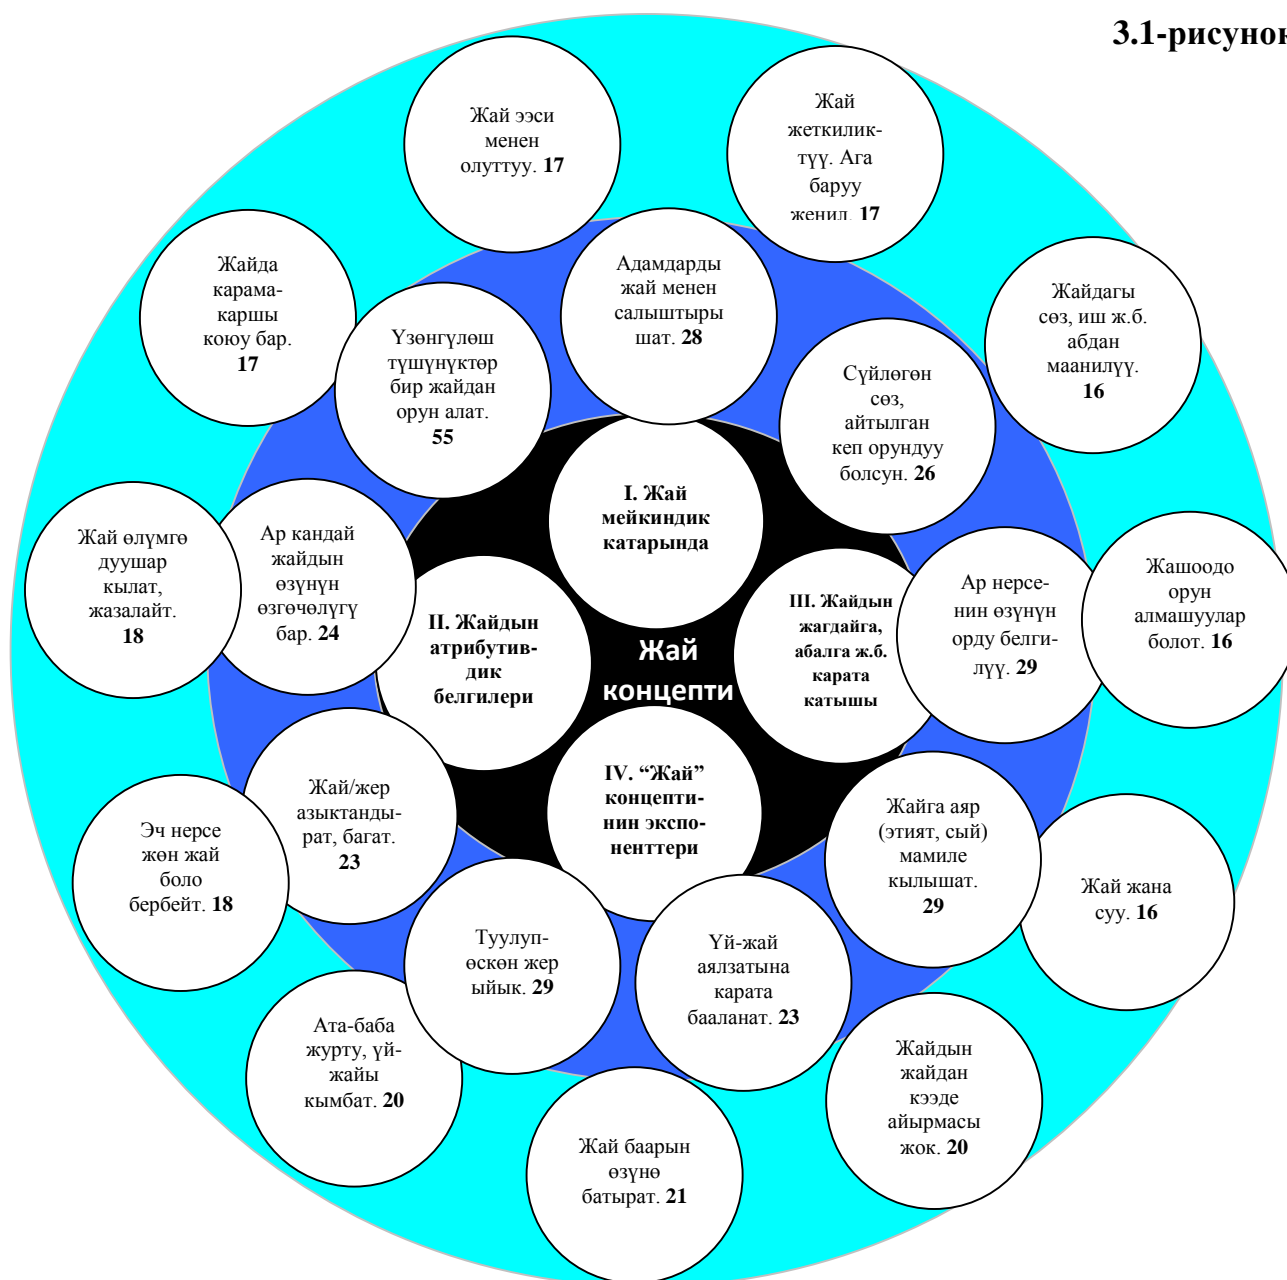 3.1-рисунок
Жай ээси
менен
олуттуу. 17
Жай
жеткилик-
түү. Ага
баруу
женил. 17
Жайда
карама-
каршы
коюу бар.
17
Үзөнгүлөш
түшүнүктөр
бир жайдан
орун алат.
55
Адамдарды
жай менен
салыштыры
шат. 28
Сүйлөгөн
сөз,
айтылган
кеп орундуу
болсун. 26
Жайдагы
сөз, иш ж.б.
абдан
маанилүү.
16
I. Жай
мейкиндик
катарында
Жай өлүмгө
дуушар
кылат,
жазалайт.
18
Ар кандай
жайдын
өзүнүн
өзгөчөлүгү
бар. 24
II. Жайдын
атрибутив-
дик
белгилери
Жай
концепти
III. Жайдын
жагдайга,
абалга ж.б.
карата
катышы
Ар нерсе-
нин өзүнүн
орду белги-
лүү. 29
Жашоодо
орун
алмашуулар
болот. 16
Эч нерсе
жөн жай
боло
бербейт. 18
Жай/жер
азыктанды-
рат, багат.
23
IV. “Жай”
концепти-
нин экспо-
ненттери
Жайга аяр
(этият, сый)
мамиле
кылышат.
29
Жай жана
суу. 16
Туулуп-
өскөн жер
ыйык. 29
Үй-жай
аялзатына
карата
бааланат. 23
Ата-баба
журту, үй-
жайы
кымбат. 20
Жай баарын
өзүнө
батырат. 21
Жайдын
жайдан
кээде
айырмасы
жок. 20